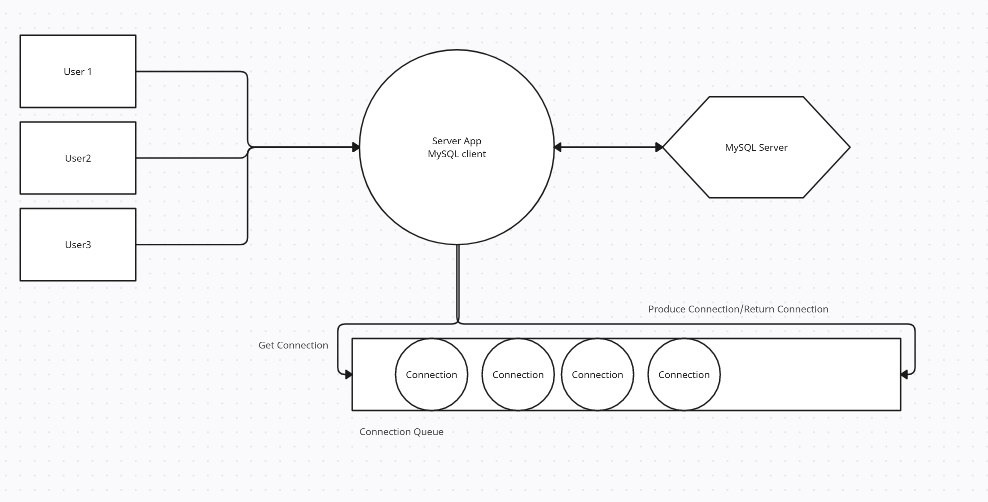 User 1
User2
User3
Server App
MySQL client
MySQL Server
Produce Connection/Return Connection
Get Connection
Connection
Connection
Connection
Connection
Connection Queue